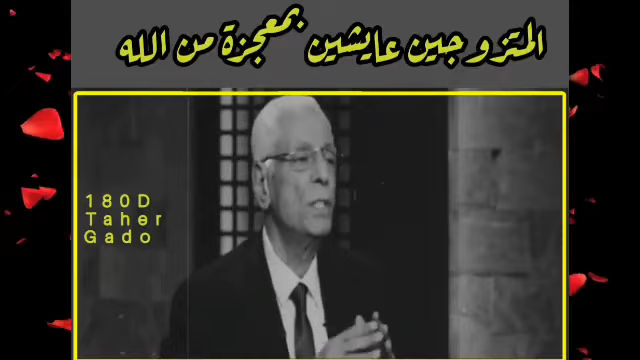 المتزوجين عايشين بمعجزة من الله
180D
Taher
Gado